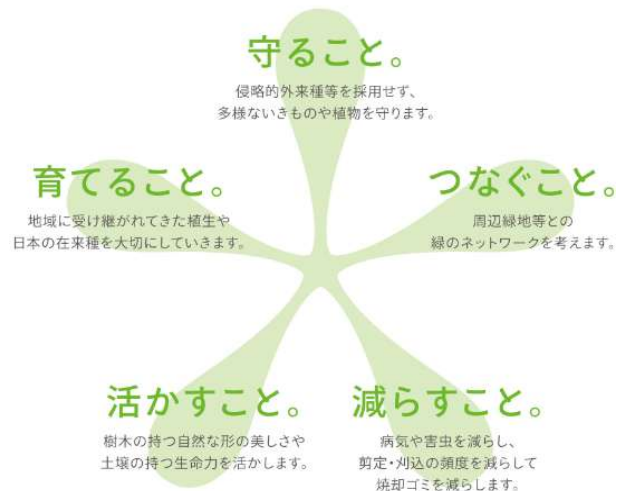 守ること。
侵略的外来種等を採用せず、
多様ないきものや植物を守ります。
育てること。
地域に受け継がれてきた植生や
日本の在来種を大切にしていきます。
つなぐこと。
周辺緑地等との
緑のネットワークを考えます。
活かすこと。
樹木の持つ自然な形の美しさや
土壌の持つ生命力を活かします。
減らすこと。
病気や害虫を減らし、
剪定・刈込の頻度を減らして
焼却ゴミを減らします。